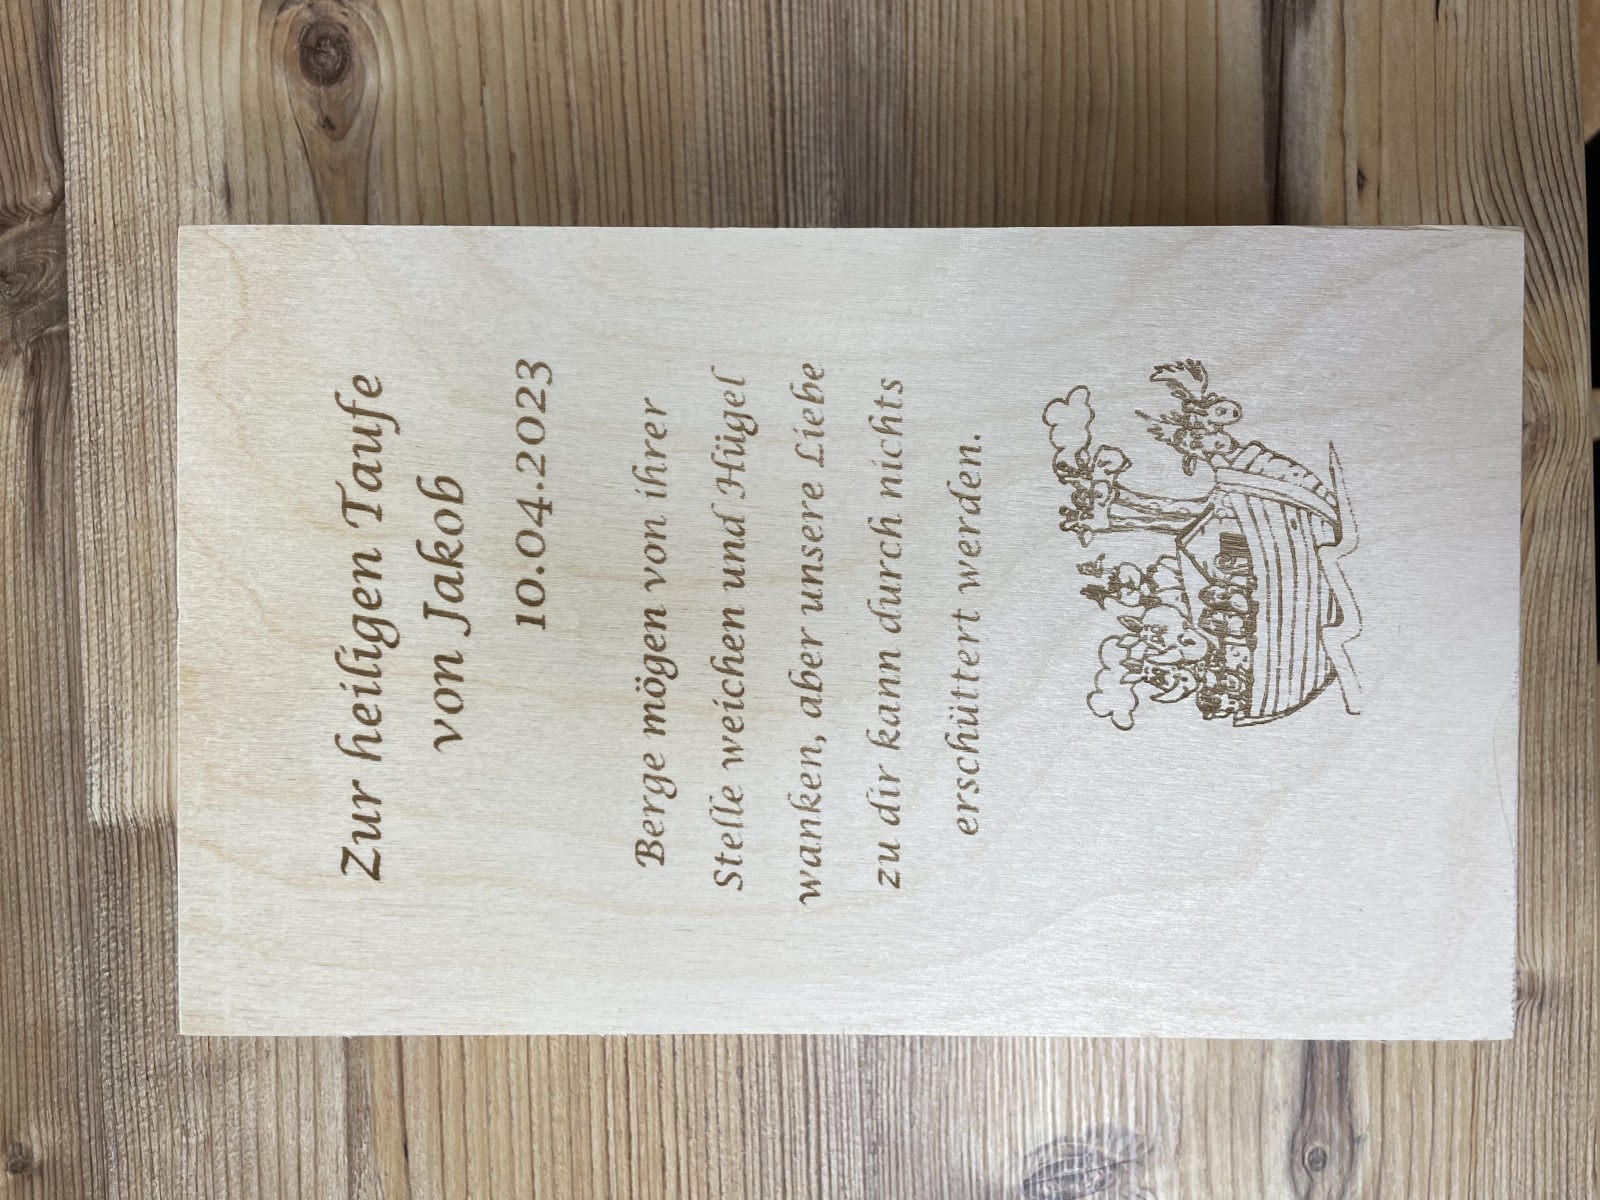 Zur heiligen Taufe
von Jakob
10.04.2023
Berge mögen von ihrer
Stelle weichen und Hügel
wanken, aber unsere Liebe
zu dir kann durch nichts
erschüttert werden.